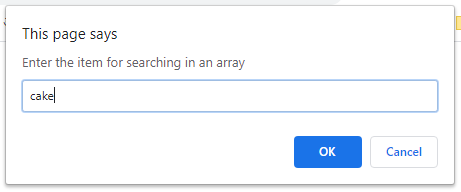 This page says
Enter the item for searching in an array
cake
OK
Cancel